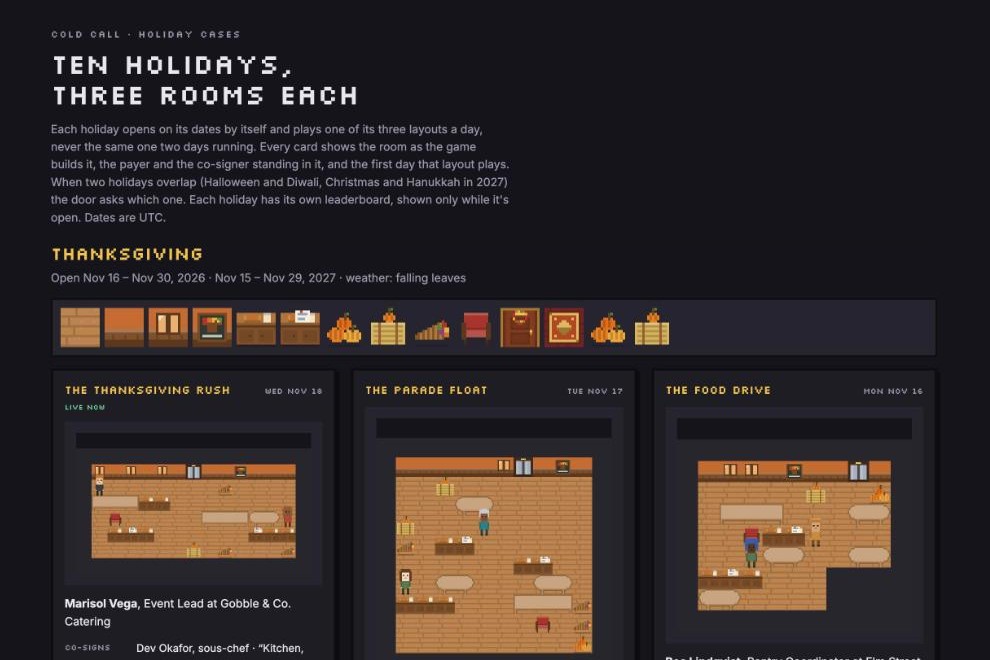 COLD CALL · HOLIDAY CASES
TEN HOLIDAYS,
THREE ROOMS EACH
Each holiday opens on its dates by itself and plays one of its three layouts a day,
never the same one two days running. Every card shows the room as the game
builds it, the payer and the co-signer standing in it, and the first day that layout plays.
When two holidays overlap (Halloween and Diwali, Christmas and Hanukkah in 2027)
the door asks which one. Each holiday has its own leaderboard, shown only while it's
open. Dates are UTC.
THANKSGIVING
Open Nov 16 – Nov 30, 2026 · Nov 15 – Nov 29, 2027 · weather: falling leaves
THE THANKSGIVING RUSH WED NOV 18
LIVE NOW
THE PARADE FLOAT TUE NOV 17
THE FOOD DRIVE MON NOV 16
Marisol Vega, Event Lead at Gobble & Co.
Catering
CO-SIGNS Dev Okafor, sous-chef · “Kitchen,